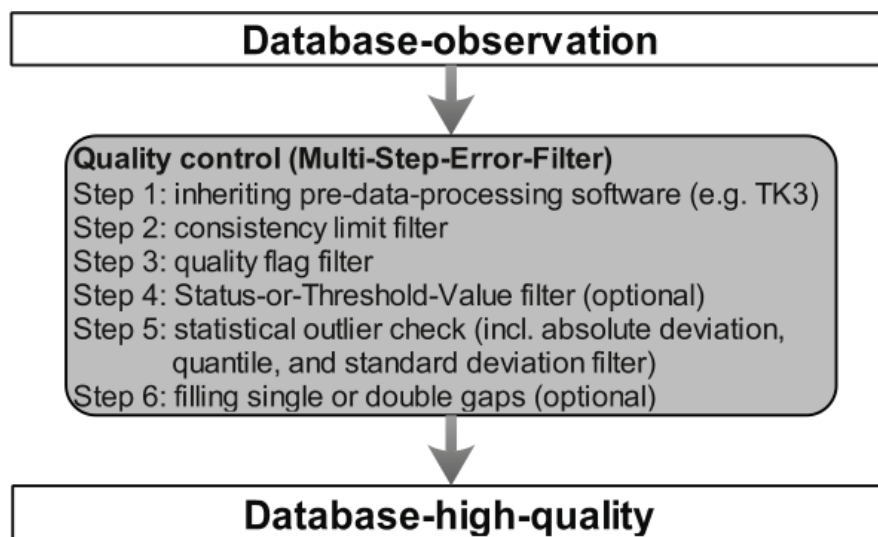 Database-observation
Quality control (Multi-Step-Error-Filter)
Step 1: inheriting pre-data-processing software (e.g. TK3)
Step 2: consistency limit filter
Step 3: quality flag filter
Step 4: Status-or-Threshold-Value filter (optional)
Step 5: statistical outlier check (incl. absolute deviation,
quantile, and standard deviation filter)
Step 6: filling single or double gaps (optional)
Database-high-quality